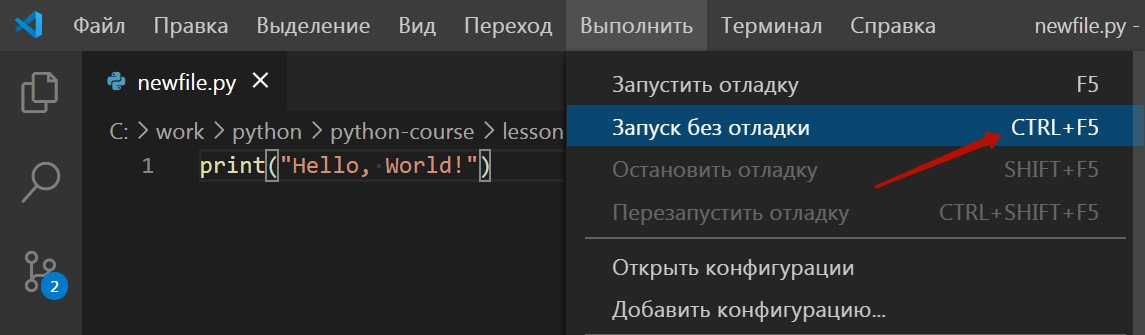 Файл Правка Выделение Вид Переход Выполнить Терминал Справка newfile.py -
newfile.py
C: > work > python > python-course > lesson
1 print("Hello, World!")
Запустить отладку F5
Запуск без отладки CTRL+F5
Остановить отладку SHIFT+F5
Перезапустить отладку CTRL+SHIFT+F5
Открыть конфигурации
Добавить конфигурацию...
2